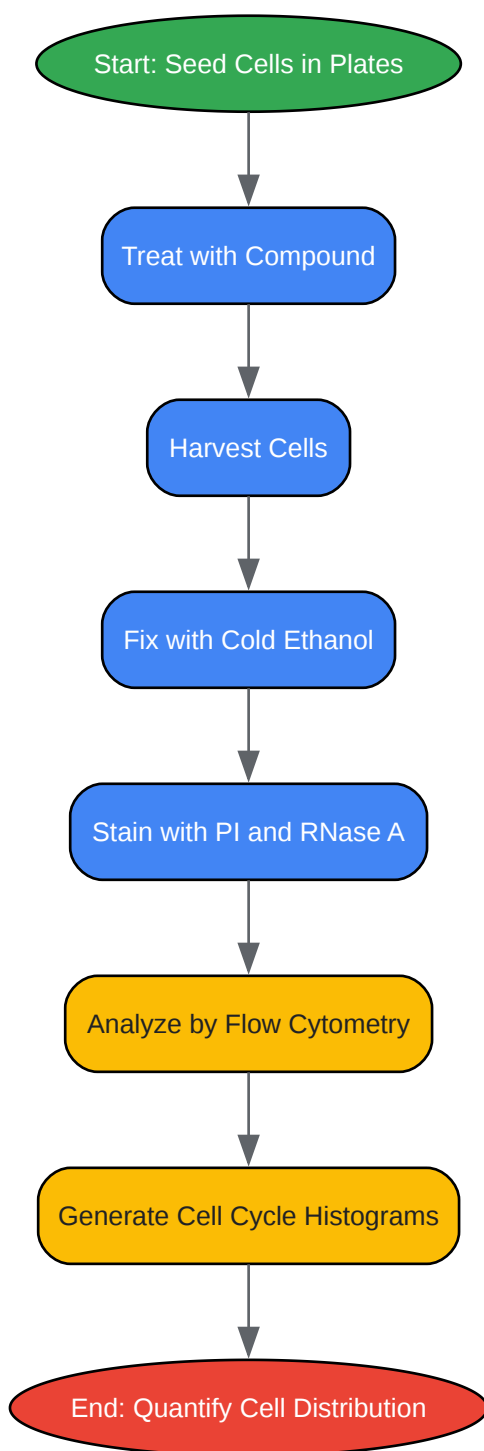 Start: Seed Cells in Plates
Treat with Compound
Harvest Cells
Fix with Cold Ethanol
Stain with PI and RNase A
Analyze by Flow Cytometry
Generate Cell Cycle Histograms
End: Quantify Cell Distribution